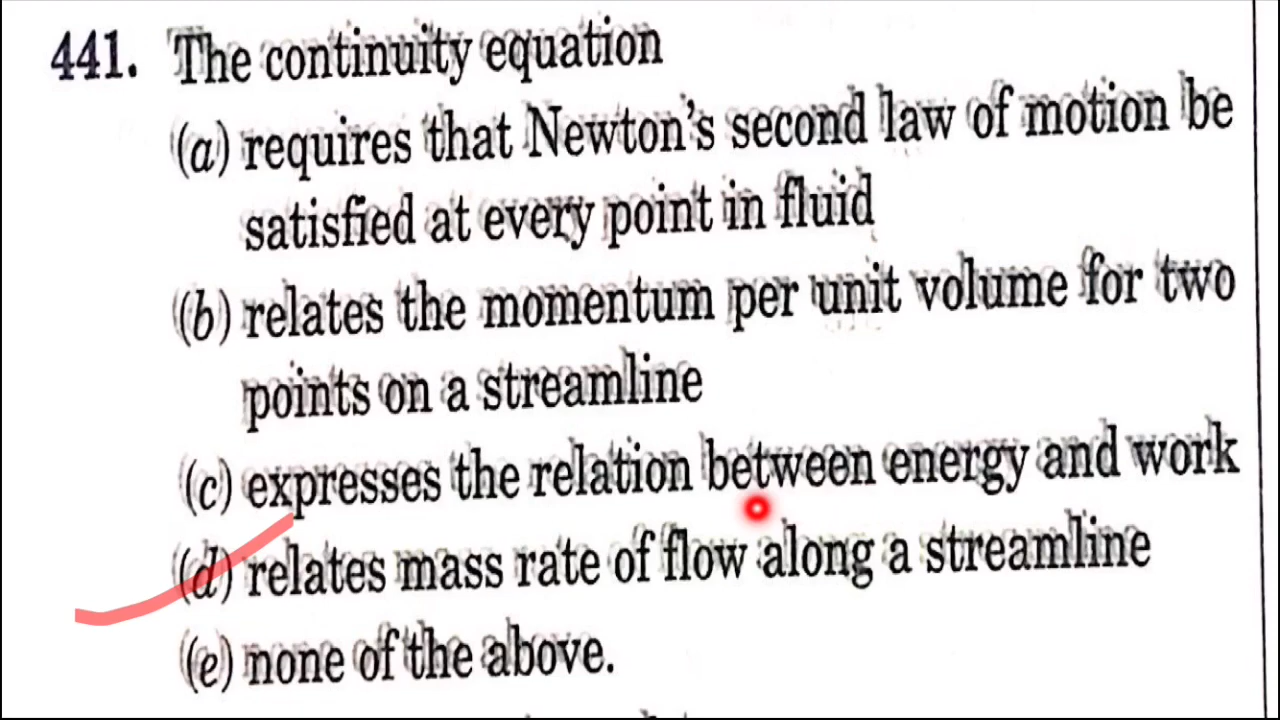 441. The continuity equation
(a) requires that Newton's second law of motion be
satisfied at every point in fluid
(b) relates the momentum per unit volume for two
points on a streamline
(c) expresses the relation between energy and work
(d) relates mass rate of flow along a streamline
(e) none of the above.